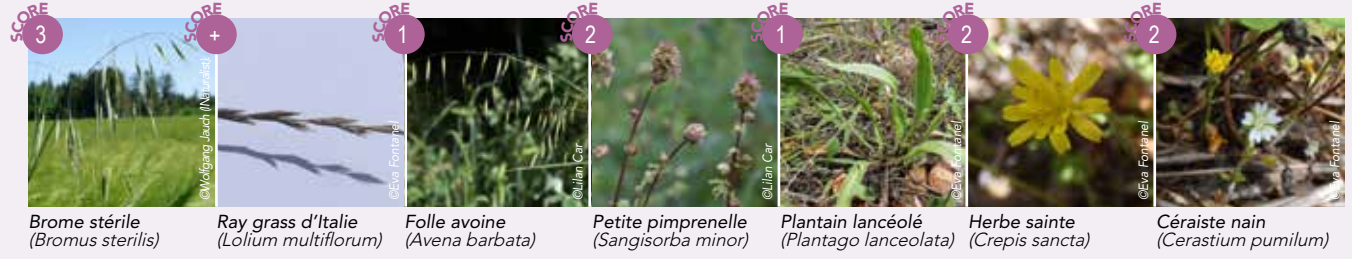 SCORE
3
SCORE
+
SCORE
1
SCORE
2
SCORE
1
SCORE
2
SCORE
2
©Wolfgang Jauch (INaturalist)
©Eva Fontanel
©Lilan Car
©Lilan Car
©Eva Fontanel
©Eva Fontanel
©Eva Fontanel
Brome stérile
(Bromus sterilis)
Ray grass d’Italie
(Lolium multiflorum)
Folle avoine
(Avena barbata)
Petite pimprenelle
(Sangisorba minor)
Plantain lancéolé
(Plantago lanceolata)
Herbe sainte
(Crepis sancta)
Céraiste nain
(Cerastium pumilum)